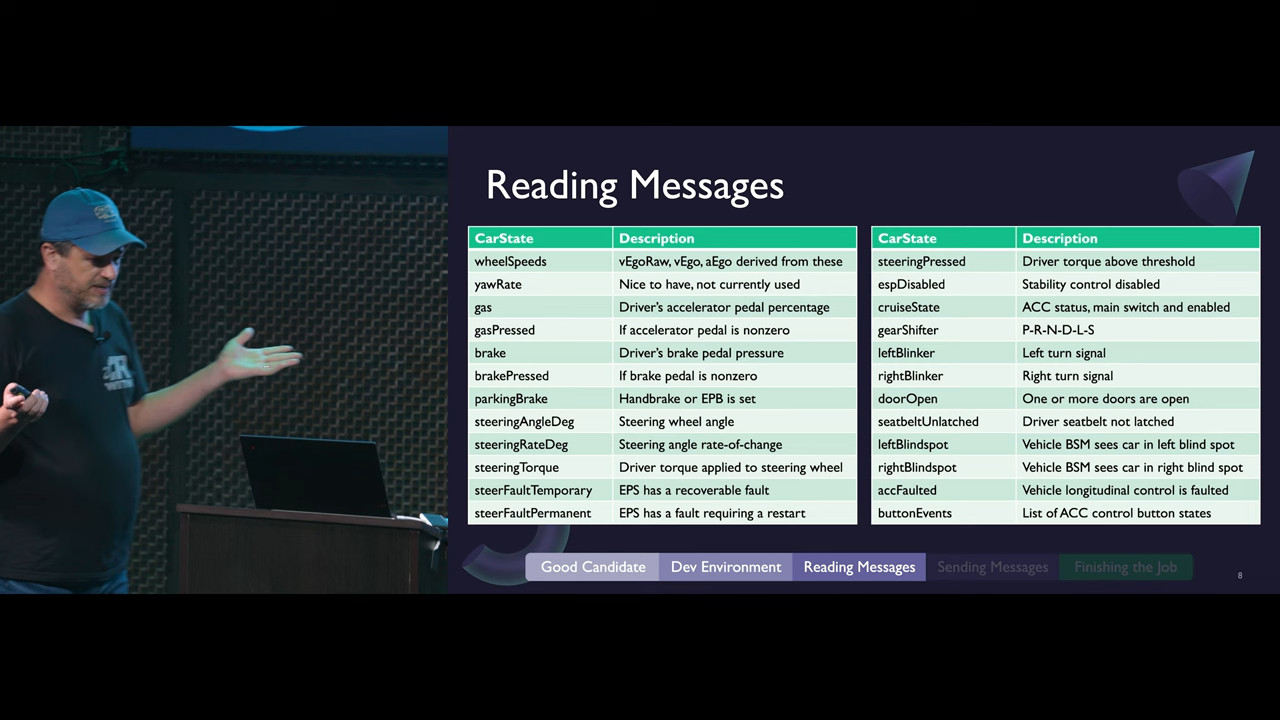 Reading Messages
CarState Description
wheelSpeeds vEgoRaw, vEgo, aEgo derived from these
yawRate Nice to have, not currently used
gas Driver's accelerator pedal percentage
gasPressed If accelerator pedal is nonzero
brake Driver's brake pedal pressure
brakePressed If brake pedal is nonzero
parkingBrake Handbrake or EPB is set
steeringAngleDeg Steering wheel angle
steeringRateDeg Steering angle rate-of-change
steeringTorque Driver torque applied to steering wheel
steerFaultTemporary EPS has a recoverable fault
steerFaultPermanent EPS has a fault requiring a restart
CarState Description
steeringPressed Driver torque above threshold
espDisabled Stability control disabled
cruiseState ACC status, main switch and enabled
gearShifter P-R-N-D-L-S
leftBlinker Left turn signal
rightBlinker Right turn signal
doorOpen One or more doors are open
seatbeltUnlatched Driver seatbelt not latched
leftBlindspot Vehicle BSM sees car in left blind spot
rightBlindspot Vehicle BSM sees car in right blind spot
accFaulted Vehicle longitudinal control is faulted
buttonEvents List of ACC control button states
Good Candidate Dev Environment Reading Messages Sending Messages Finishing the Job
8